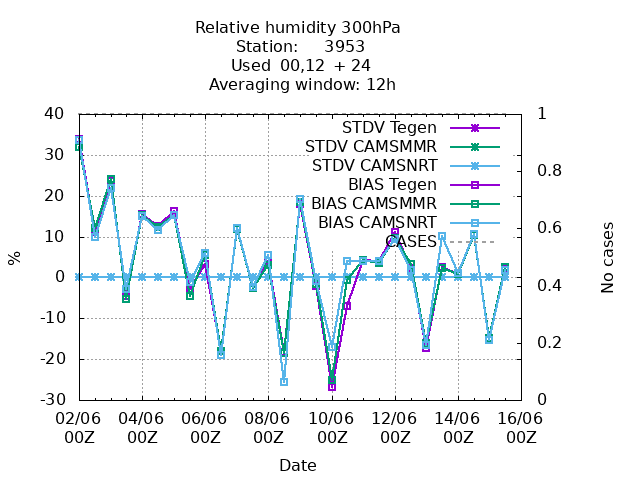 Relative humidity 300hPa
Station: 3953
Used 00,12 + 24
Averaging window: 12h
40 1
STDV Tegen
STDV CAMSMMR
30
STDV CAMSNRT
0.8
BIAS Tegen
20
BIAS CAMSMMR
BIAS CAMSNRT
0.6
10
CASES
%
No cases
0
0.4
-10
-20
0.2
-30 0
02/06 04/06 06/06 08/06 10/06 12/06 14/06 16/06
00Z 00Z 00Z 00Z 00Z 00Z 00Z 00Z
Date